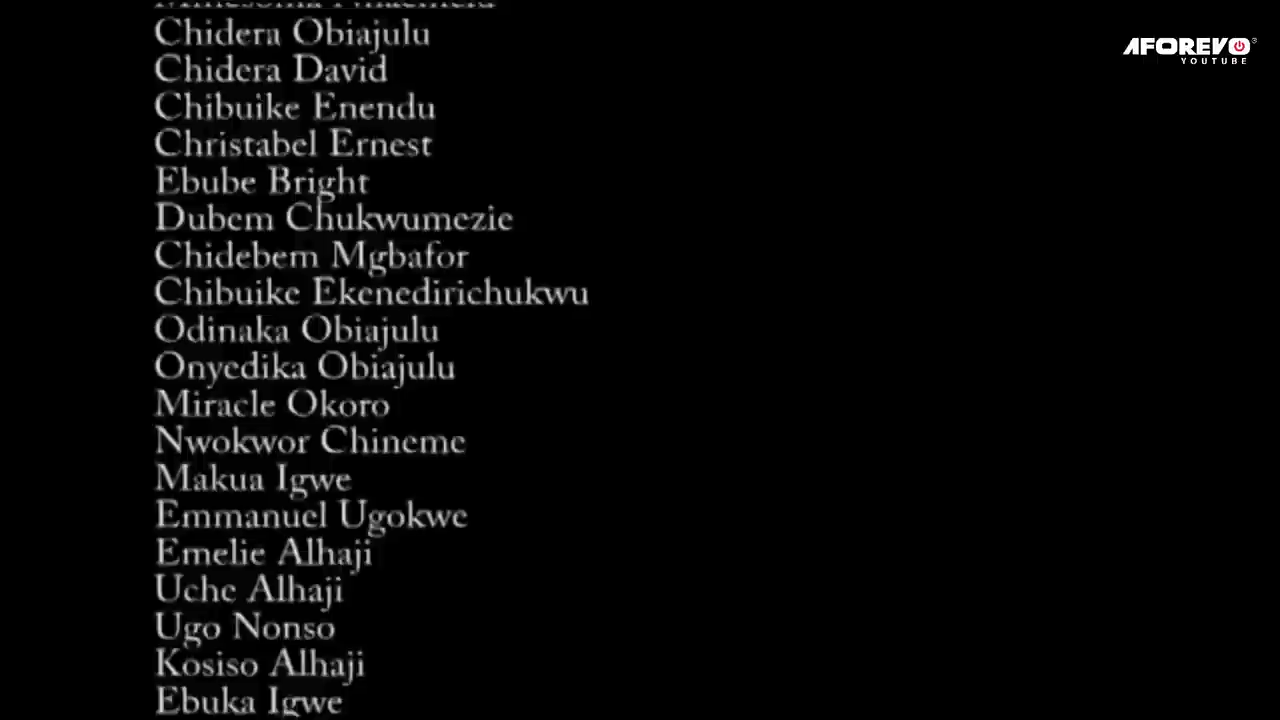 Chidera Obiajulu
Chidera David
Chibuike Enendu
Christabel Ernest
Ebube Bright
Dubem Chukwumezie
Chidebem Mgbafor
Chibuike Ekenedirichukwu
Odinaka Obiajulu
Onyedika Obiajulu
Miracle Okoro
Nwokwor Chineme
Makua Igwe
Emmanuel Ugokwe
Emelie Alhaji
Uche Alhaji
Ugo Nonso
Kosiso Alhaji
Ebuka Igwe
AFOREVO
YOUTUBE